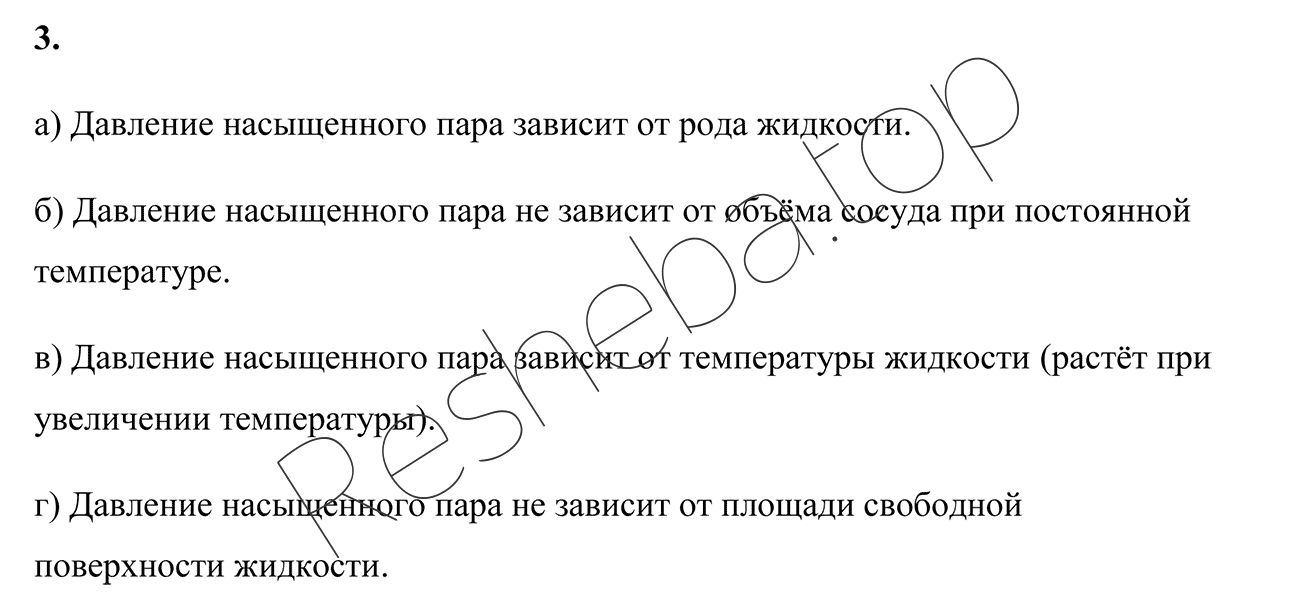 3.
а) Давление насыщенного пара зависит от рода жидкости.
б) Давление насыщенного пара не зависит от объёма сосуда при постоянной
температуре.
в) Давление насыщенного пара зависит от температуры жидкости (растёт при
увеличении температуры).
г) Давление насыщенного пара не зависит от площади свободной
поверхности жидкости.
Resheba.top